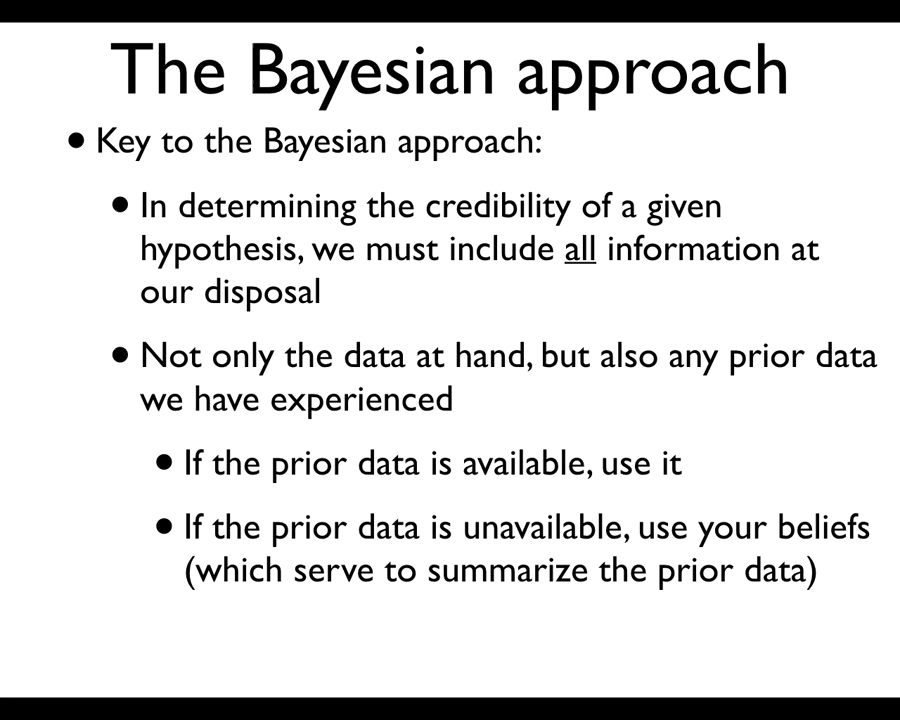 The Bayesian approach
• Key to the Bayesian approach:
• In determining the credibility of a given
hypothesis, we must include all information at
our disposal
• Not only the data at hand, but also any prior data
we have experienced
• If the prior data is available, use it
• If the prior data is unavailable, use your beliefs
(which serve to summarize the prior data)